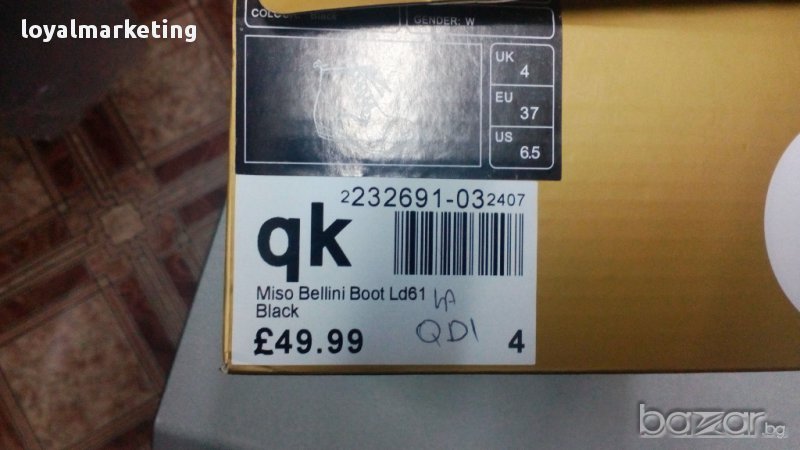 loyalmarketing
COLOUR: Black
GENDER: W
UK
4
EU
37
US
6.5
2232691-032407
qk
Miso Bellini Boot Ld61
Black
QD1
£49.99
4
bazar.bg